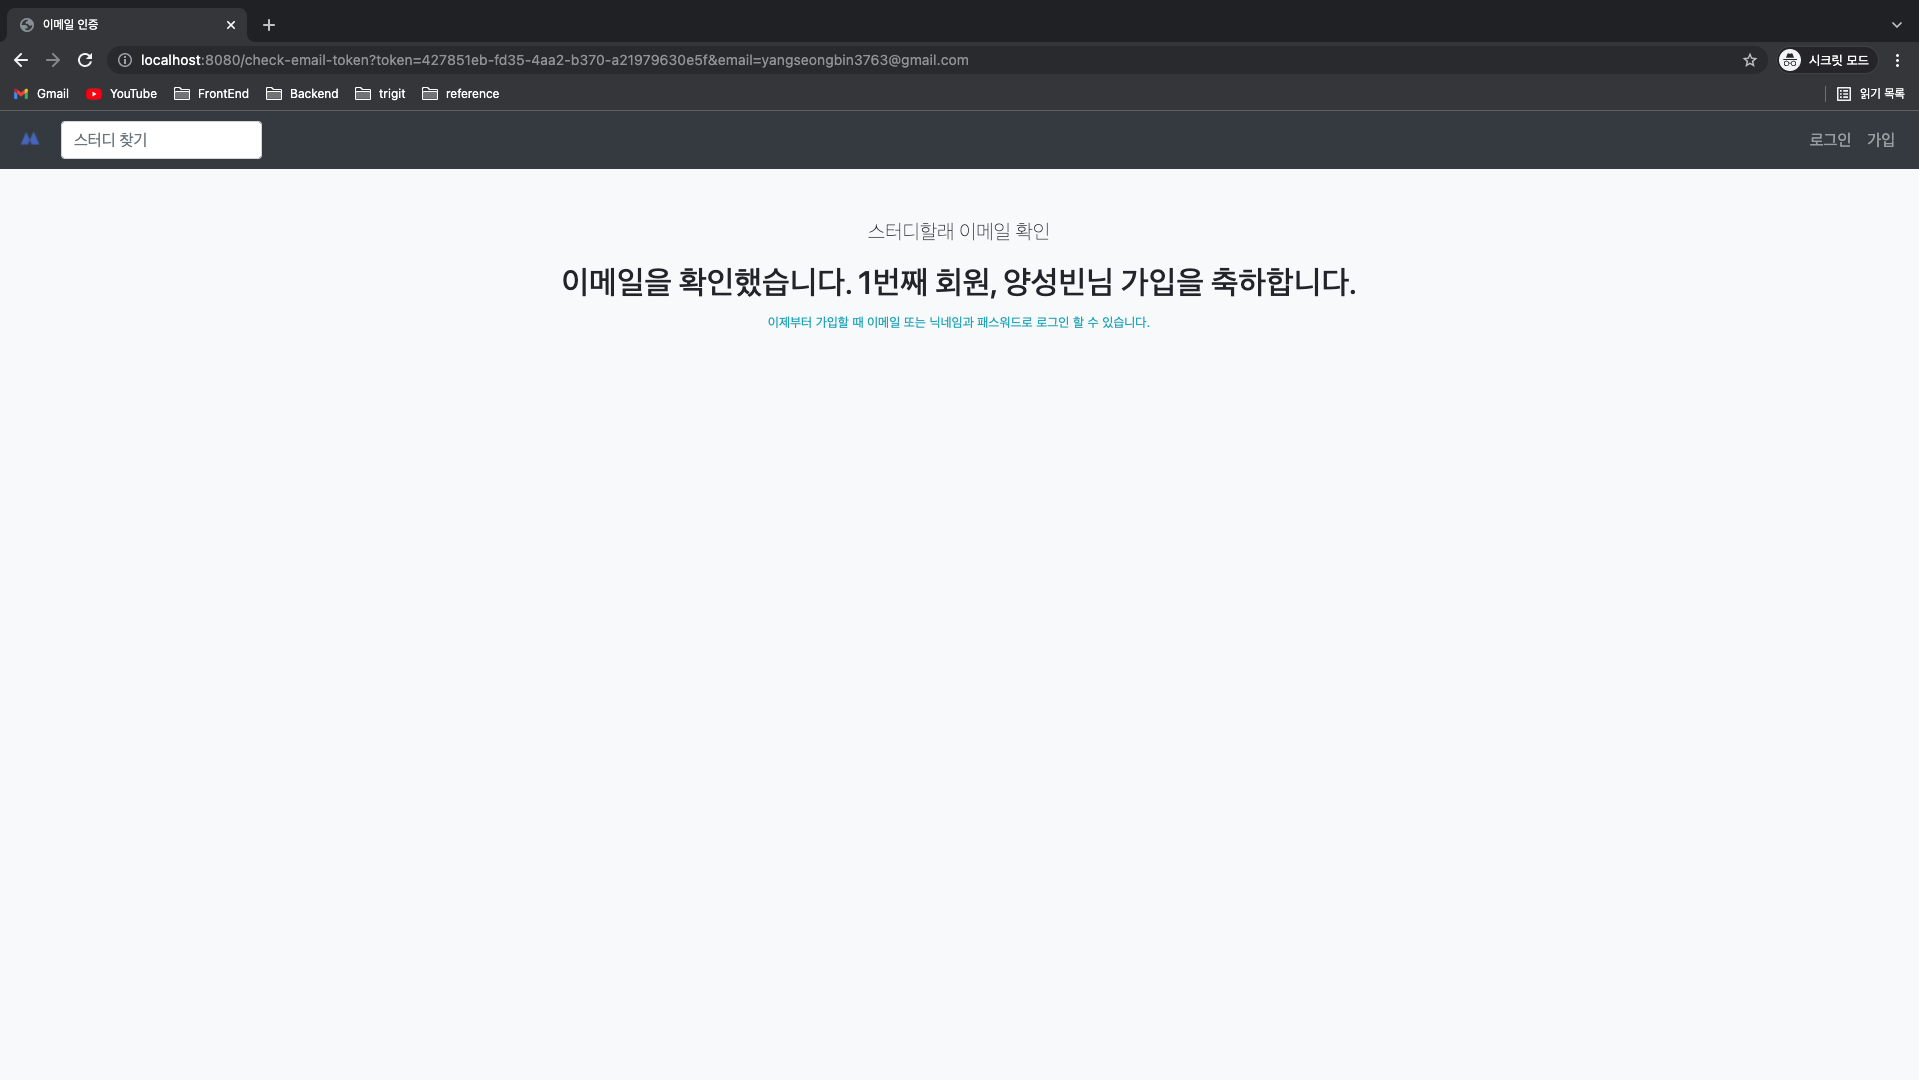 이메일 인증
localhost:8080/check-email-token?token=427851eb-fd35-4aa2-b370-a21979630e5f&email=yangseongbin3763@gmail.com
시크릿 모드
Gmail YouTube FrontEnd Backend trigit reference
읽기 목록
스터디 찾기
로그인 가입
스터디할래 이메일 확인
이메일을 확인했습니다. 1번째 회원, 양성빈님 가입을 축하합니다.
이제부터 가입할 때 이메일 또는 닉네임과 패스워드로 로그인 할 수 있습니다.